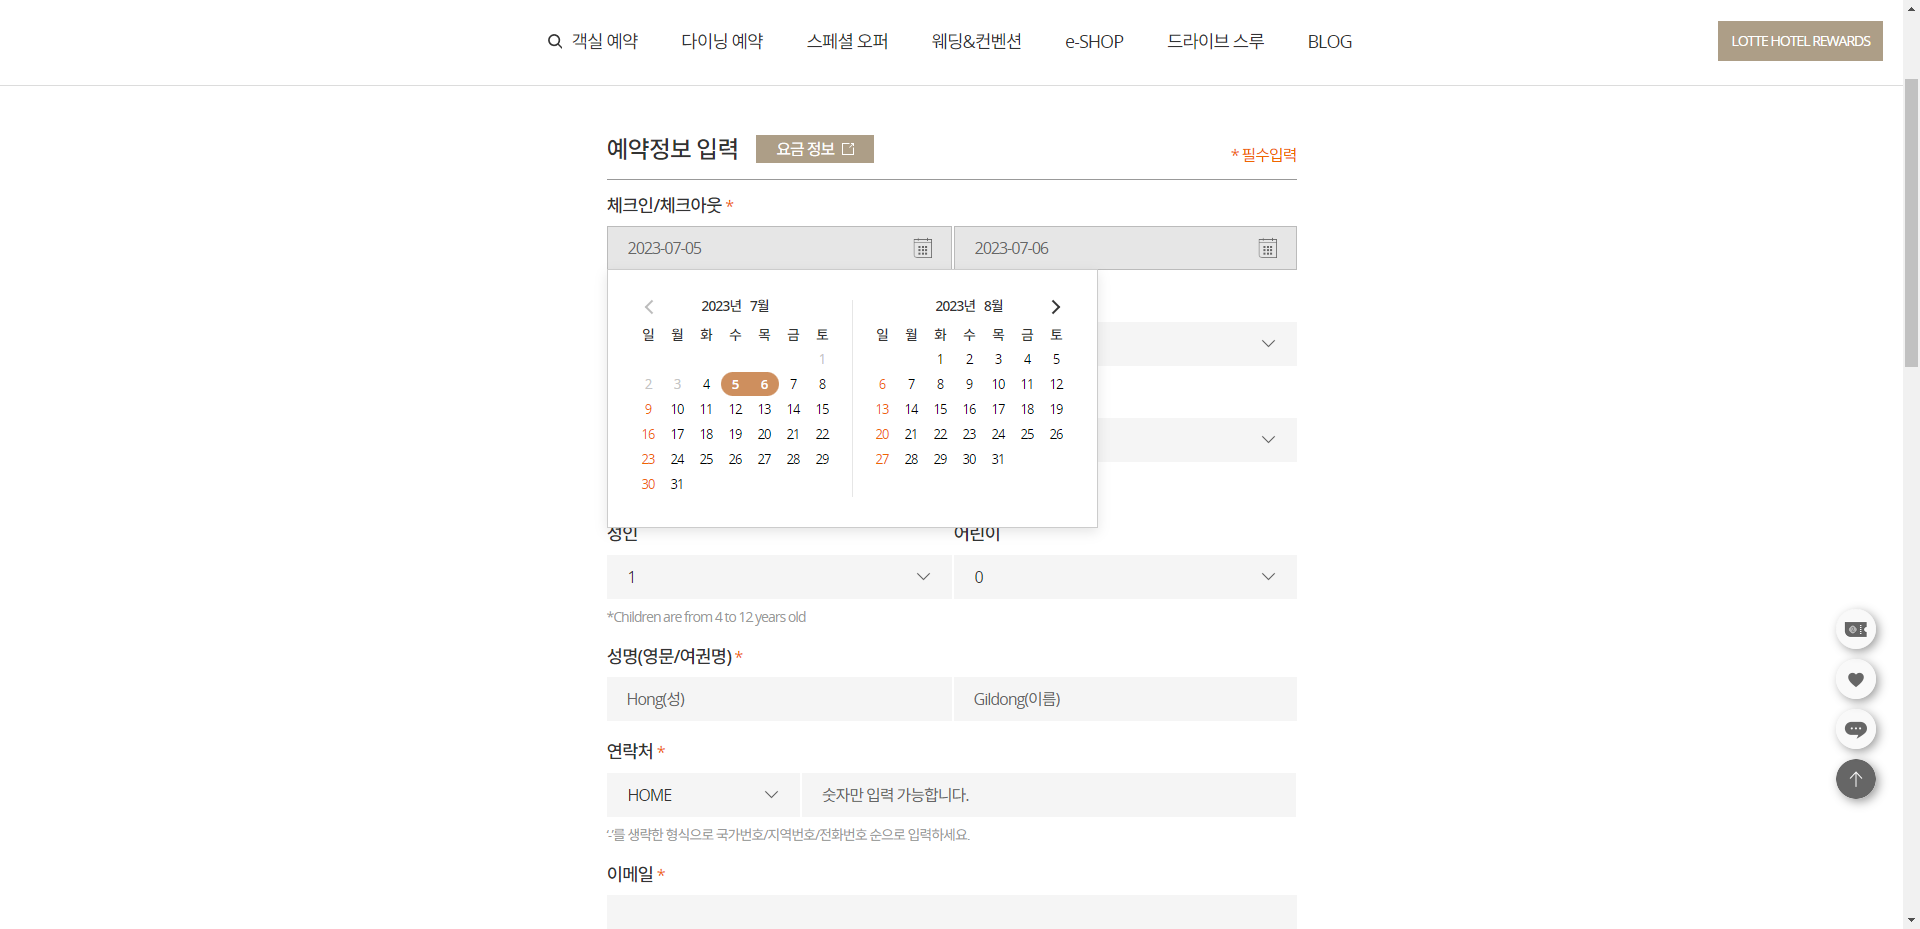 객실 예약 다이닝 예약 스페셜 오퍼 웨딩&컨벤션 e-SHOP 드라이브 스루 BLOG LOTTE HOTEL REWARDS
예약정보 입력 요금 정보 * 필수입력
체크인/체크아웃 *
2023-07-05 2023-07-06
2023년 7월 2023년 8월
일 월 화 수 목 금 토 일 월 화 수 목 금 토
1 1 2 3 4 5
2 3 4 5 6 7 8 6 7 8 9 10 11 12
9 10 11 12 13 14 15 13 14 15 16 17 18 19
16 17 18 19 20 21 22 20 21 22 23 24 25 26
23 24 25 26 27 28 29 27 28 29 30 31
30 31
성인 어린이
1 0
*Children are from 4 to 12 years old
성명(영문/여권명) *
Hong(성) Gildong(이름)
연락처 *
HOME 숫자만 입력 가능합니다.
'-'를 생략한 형식으로 국가번호/지역번호/전화번호 순으로 입력하세요.
이메일 *